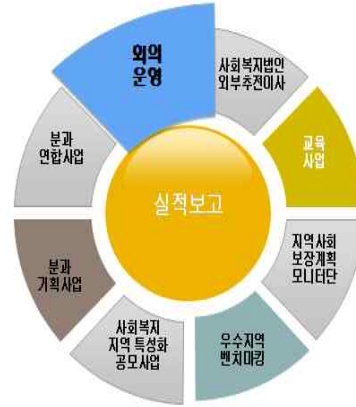 회의
운영
사회복지법인
외부추천이사
교육
사업
지역사회
보장계획
모니터단
우수지역
벤치마킹
사회복지
지역 특성화
공모사업
분과
기획사업
분과
연합사업
실적보고